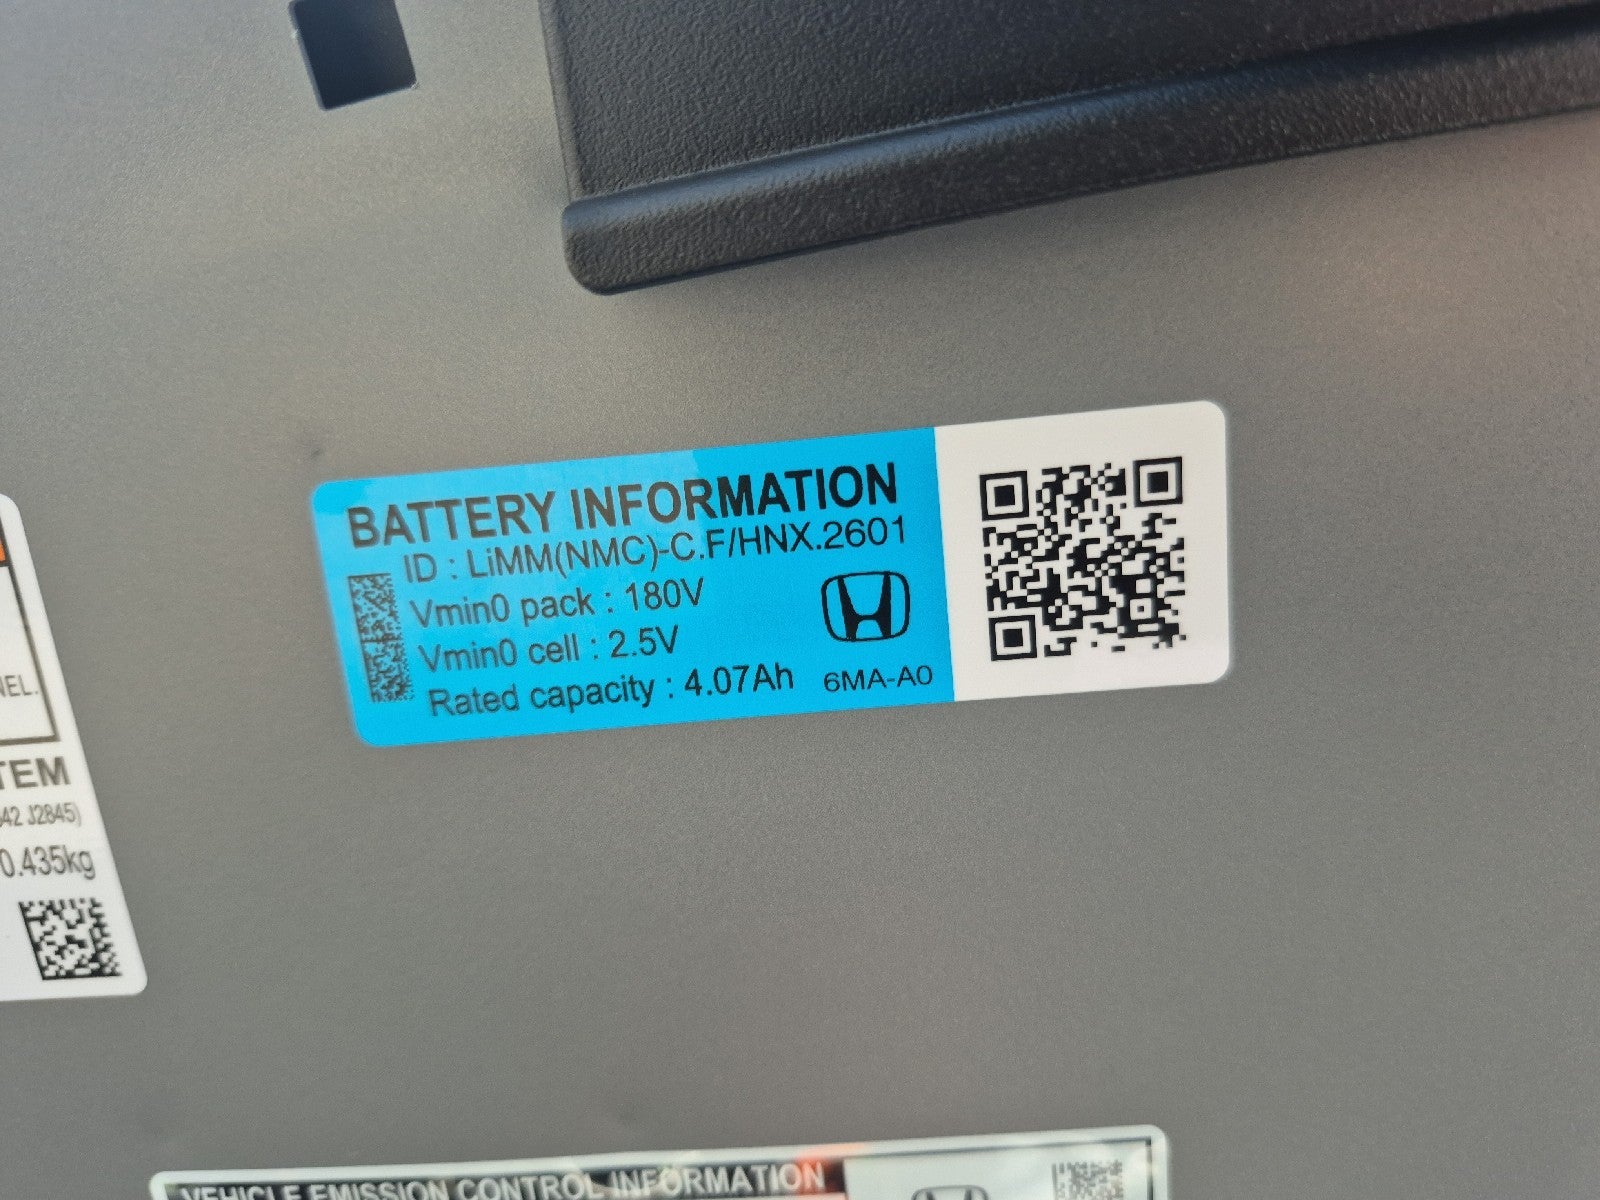 BATTERY INFORMATION
ID : LiMM(NMC)-C.F/HNX.2601
Vmin0 pack : 180V
Vmin0 cell : 2.5V
Rated capacity : 4.07Ah
6MA-A0
NEL.
TEM
42 J2845)
0.435kg
VEHICLE EMISSION CONTROL INFORMATION